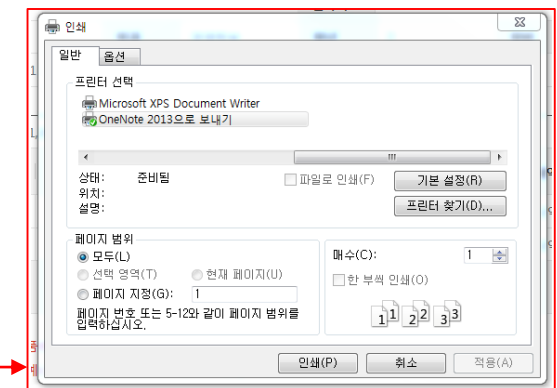 인쇄
일반 옵션
프린터 선택
Microsoft XPS Document Writer
OneNote 2013으로 보내기
상태: 준비됨
파일로 인쇄(F)
기본 설정(R)
위치:
설명:
프린터 찾기(D)...
페이지 범위
모두(L)
선택 영역(T) 현재 페이지(U)
페이지 지정(G): 1
페이지 번호 또는 5-12와 같이 페이지 범위를
입력하십시오.
매수(C): 1
한 부씩 인쇄(O)
1 1 2 2 3 3
인쇄(P) 취소 적용(A)